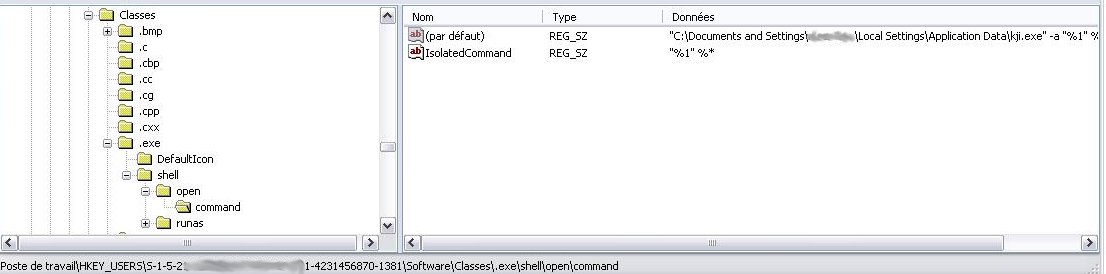 Classes
.bmp
.c
.cbp
.cc
.cg
.cpp
.cxx
.exe
DefaultIcon
shell
open
command
runas
Nom Type Données
(par défaut) REG_SZ "C:\Documents and Settings\ \Local Settings\Application Data\kji.exe" -a "%1" %
IsolatedCommand REG_SZ "%1" %*
Poste de travail\HKEY_USERS\S-1-5-21 1-4231456870-1381\Software\Classes\.exe\shell\open\command